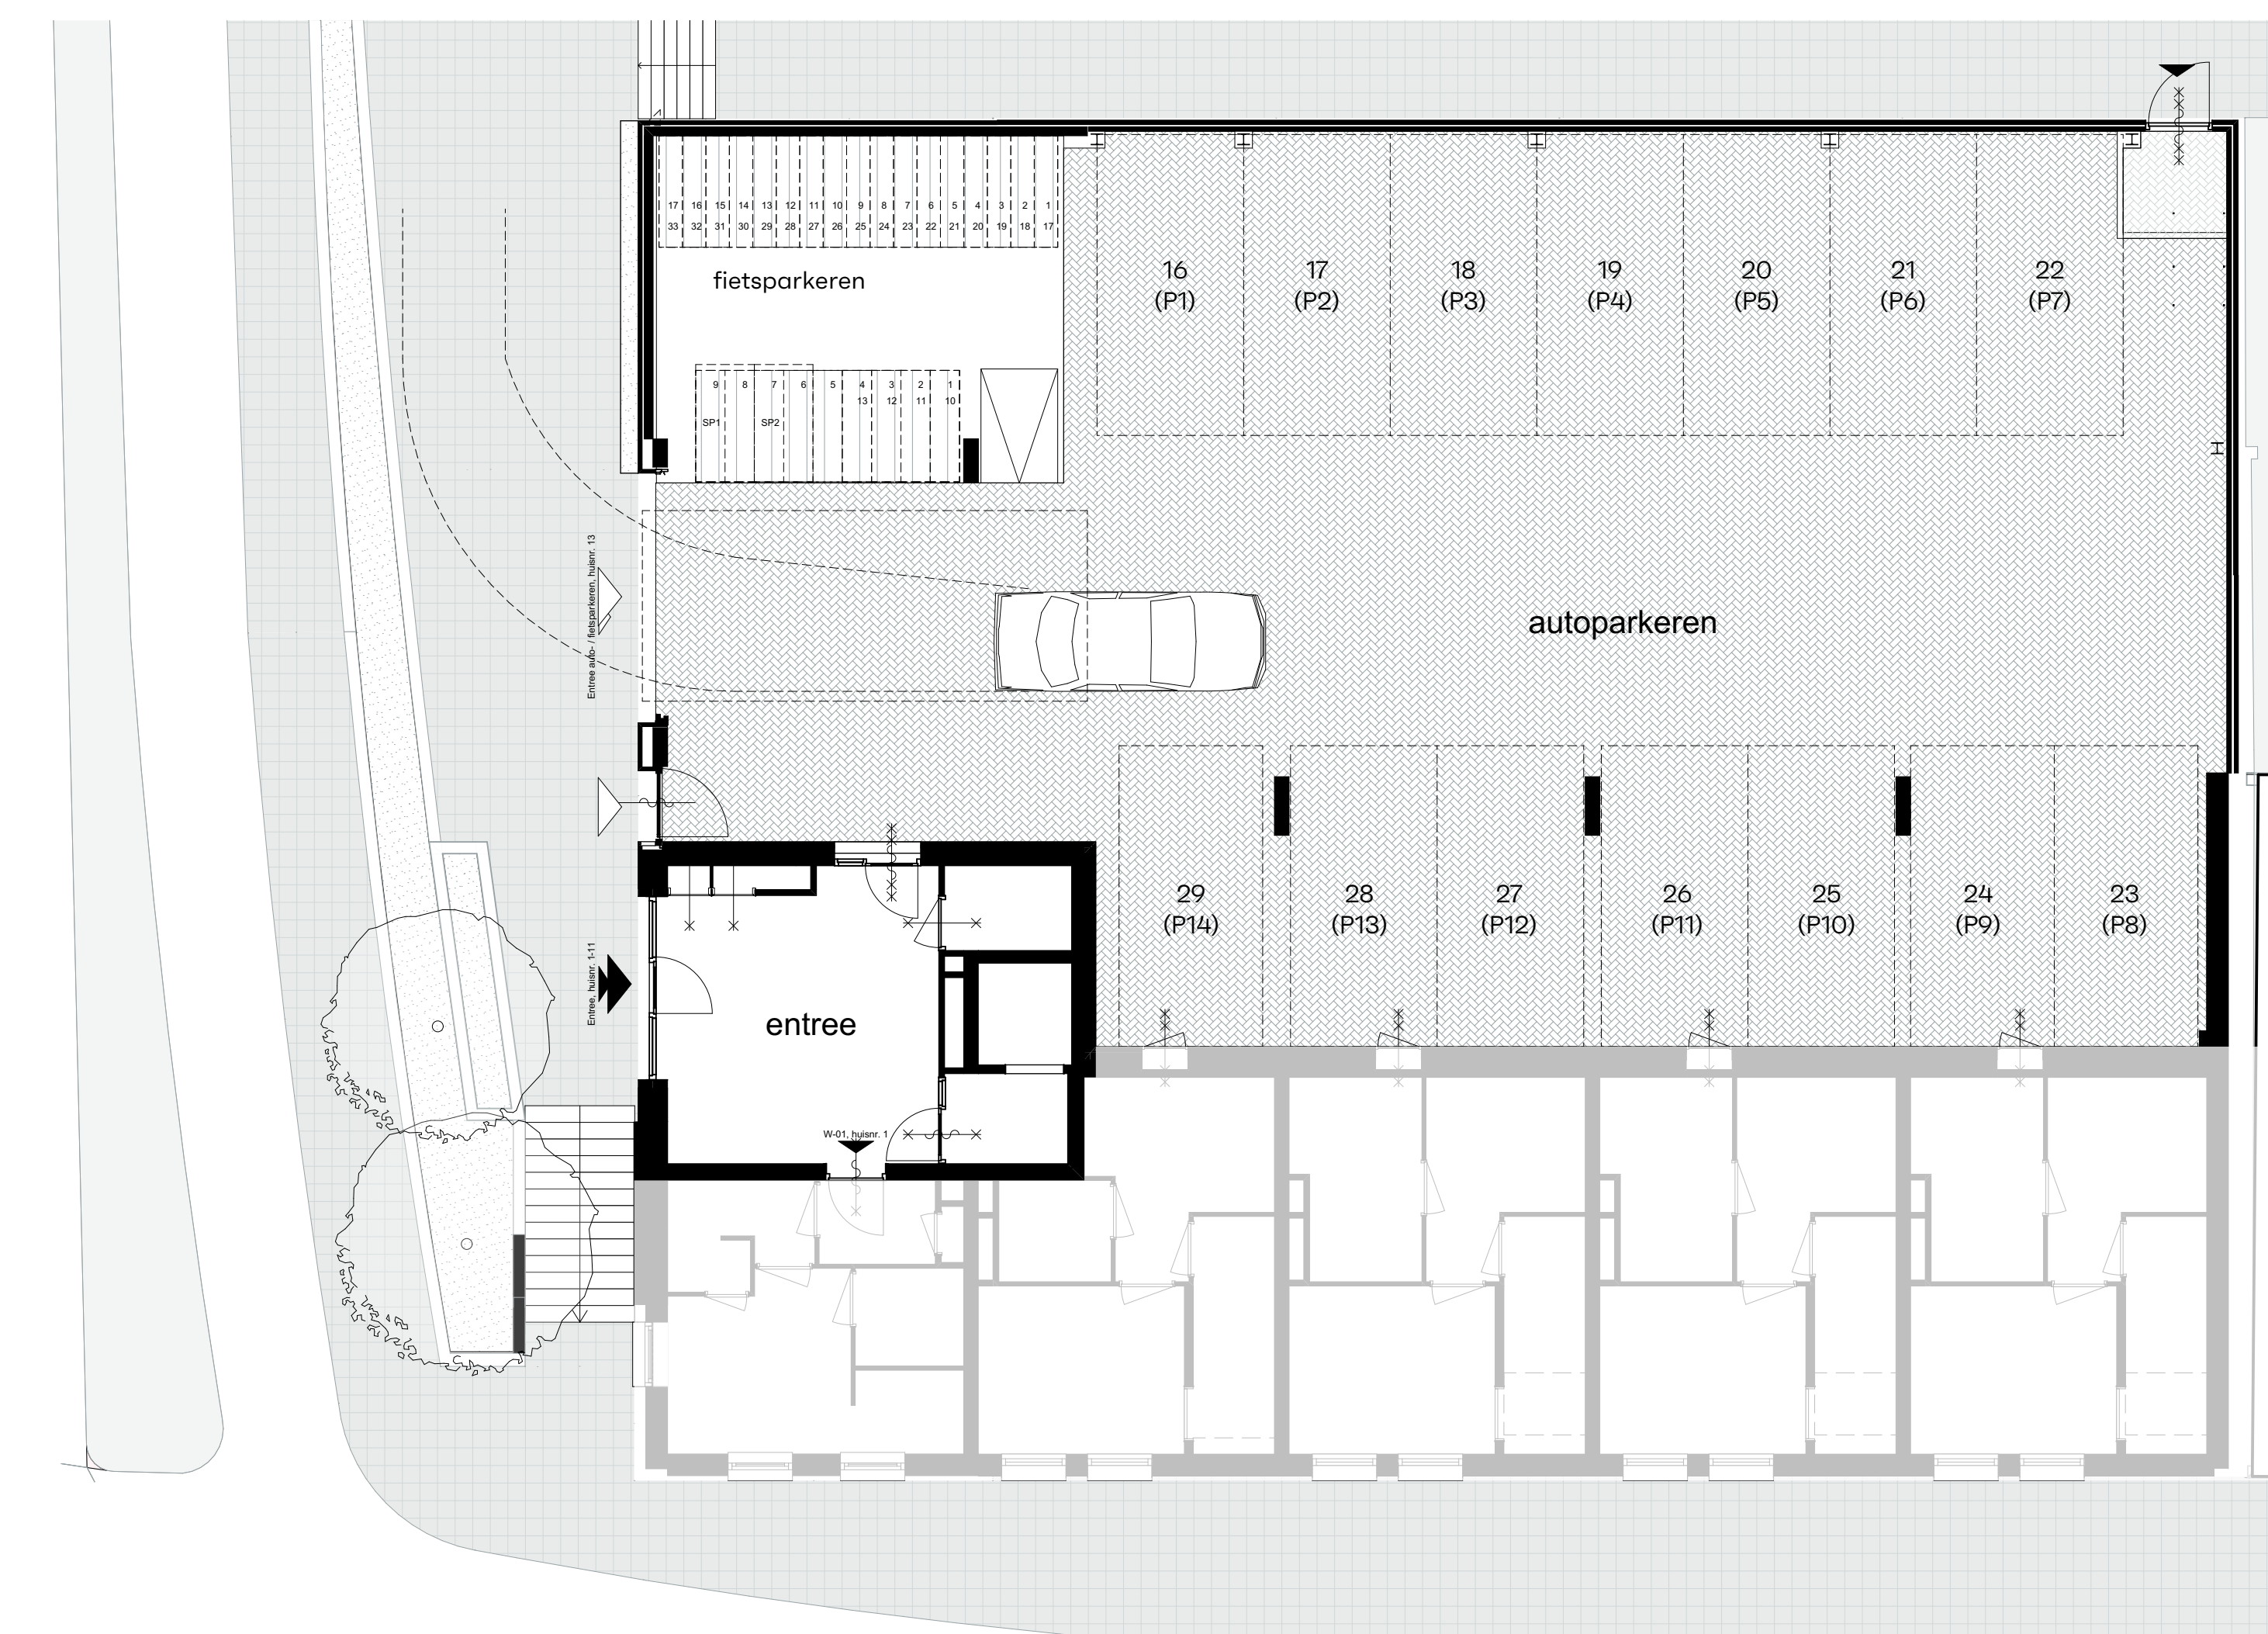 17 16 15 14 13 12 11 10 9 8 7 6 5 4 3 2 1
33 32 31 30 29 28 27 26 25 24 23 22 21 20 19 18 17
fietsparkeren
16 17 18 19 20 21 22
(P1) (P2) (P3) (P4) (P5) (P6) (P7)
9 8 7 6 5 4 3 2 1
13 12 11 10
SP1 SP2
Entree auto- / fietsparkeren, huisnr. 13
autoparkeren
29 28 27 26 25 24 23
(P14) (P13) (P12) (P11) (P10) (P9) (P8)
Entree, huisnr. 1-11
entree
W-01, huisnr. 1